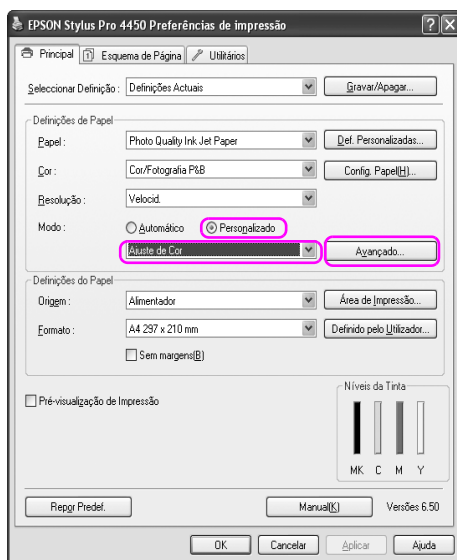 EPSON Stylus Pro 4450 Preferências de impressão
Principal Esquema de Página Utilitários
Seleccionar Definição : Definições Actuais Gravar/Apagar...
Definições de Papel
Papel : Photo Quality Ink Jet Paper Def. Personalizadas...
Cor : Cor/Fotografia P&B Config. Papel(H)...
Resolução : Velocid.
Modo : Automático Personalizado
Ajuste de Cor Avançado...
Definições do Papel
Origem : Alimentador Área de Impressão...
Formato : A4 297 x 210 mm Definido pelo Utilizador...
Sem margens(B)
Níveis da Tinta
Pré-visualização de Impressão
MK C M Y
Repor Predef. Manual(K) Versões 6.50
OK Cancelar Aplicar Ajuda